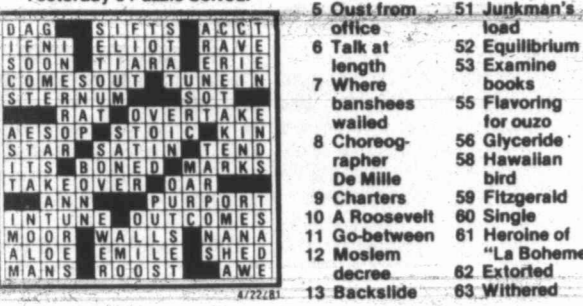 Yesterday's Puzzle Solved:
DAG SIFTS ACCT
IFNI ELIOT RAVE
SOON TIARA ERIE
COMESOUT TUNEIN
STERNUM SOT
RAT OVERTAKE
AESOP STOIC KIN
STAR SATIN TEND
ITS BONED MARKS
TAKEOVER OAR
ANN PURPORT
INTUNE OUTCOMES
MOOR WALLS NANA
ALOE EMILE SHED
MANS ROOST AWE
4/22/81
5 Oust from
office
6 Talk at
length
7 Where
banshees
wailed
8 Choreog-
rapher
De Mille
9 Charters
10 A Roosevelt
11 Go-between
12 Moslem
decree
13 Backslide
51 Junkman's
load
52 Equilibrium
53 Examine
books
55 Flavoring
for ouzo
56 Glyceride
58 Hawaiian
bird
59 Fitzgerald
60 Single
61 Heroine of
"La Boheme
62 Extorted
63 Withered